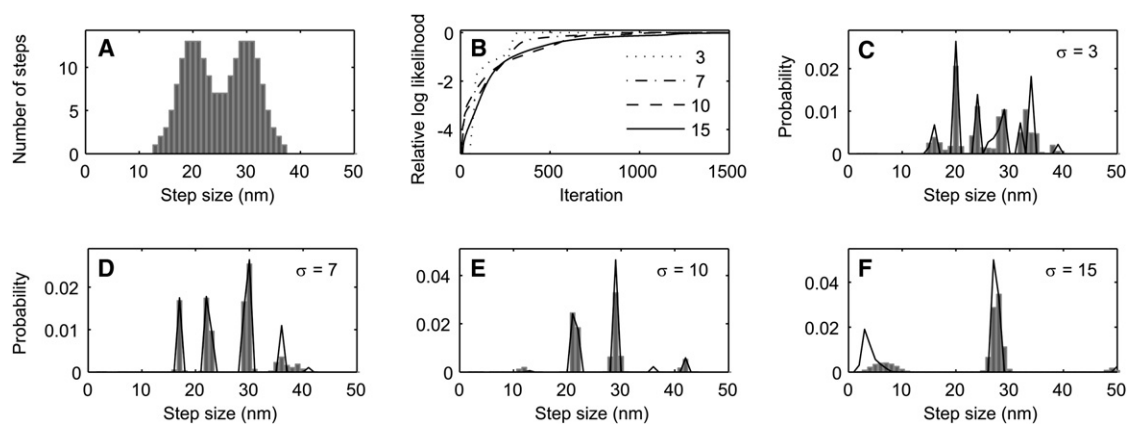 A
Number of steps
10
5
0
0 10 20 30 40 50
Step size (nm)
B
Relative log likelihood
0
-2
-4
3
7
10
15
500 1000 1500
Iteration
C
σ = 3
Probability
0.02
0.01
0
0 10 20 30 40 50
Step size (nm)
D
σ = 7
Probability
0.02
0.01
0
0 10 20 30 40 50
Step size (nm)
E
σ = 10
0.04
0.02
0
0 10 20 30 40 50
Step size (nm)
F
σ = 15
0.04
0.02
0
0 10 20 30 40 50
Step size (nm)